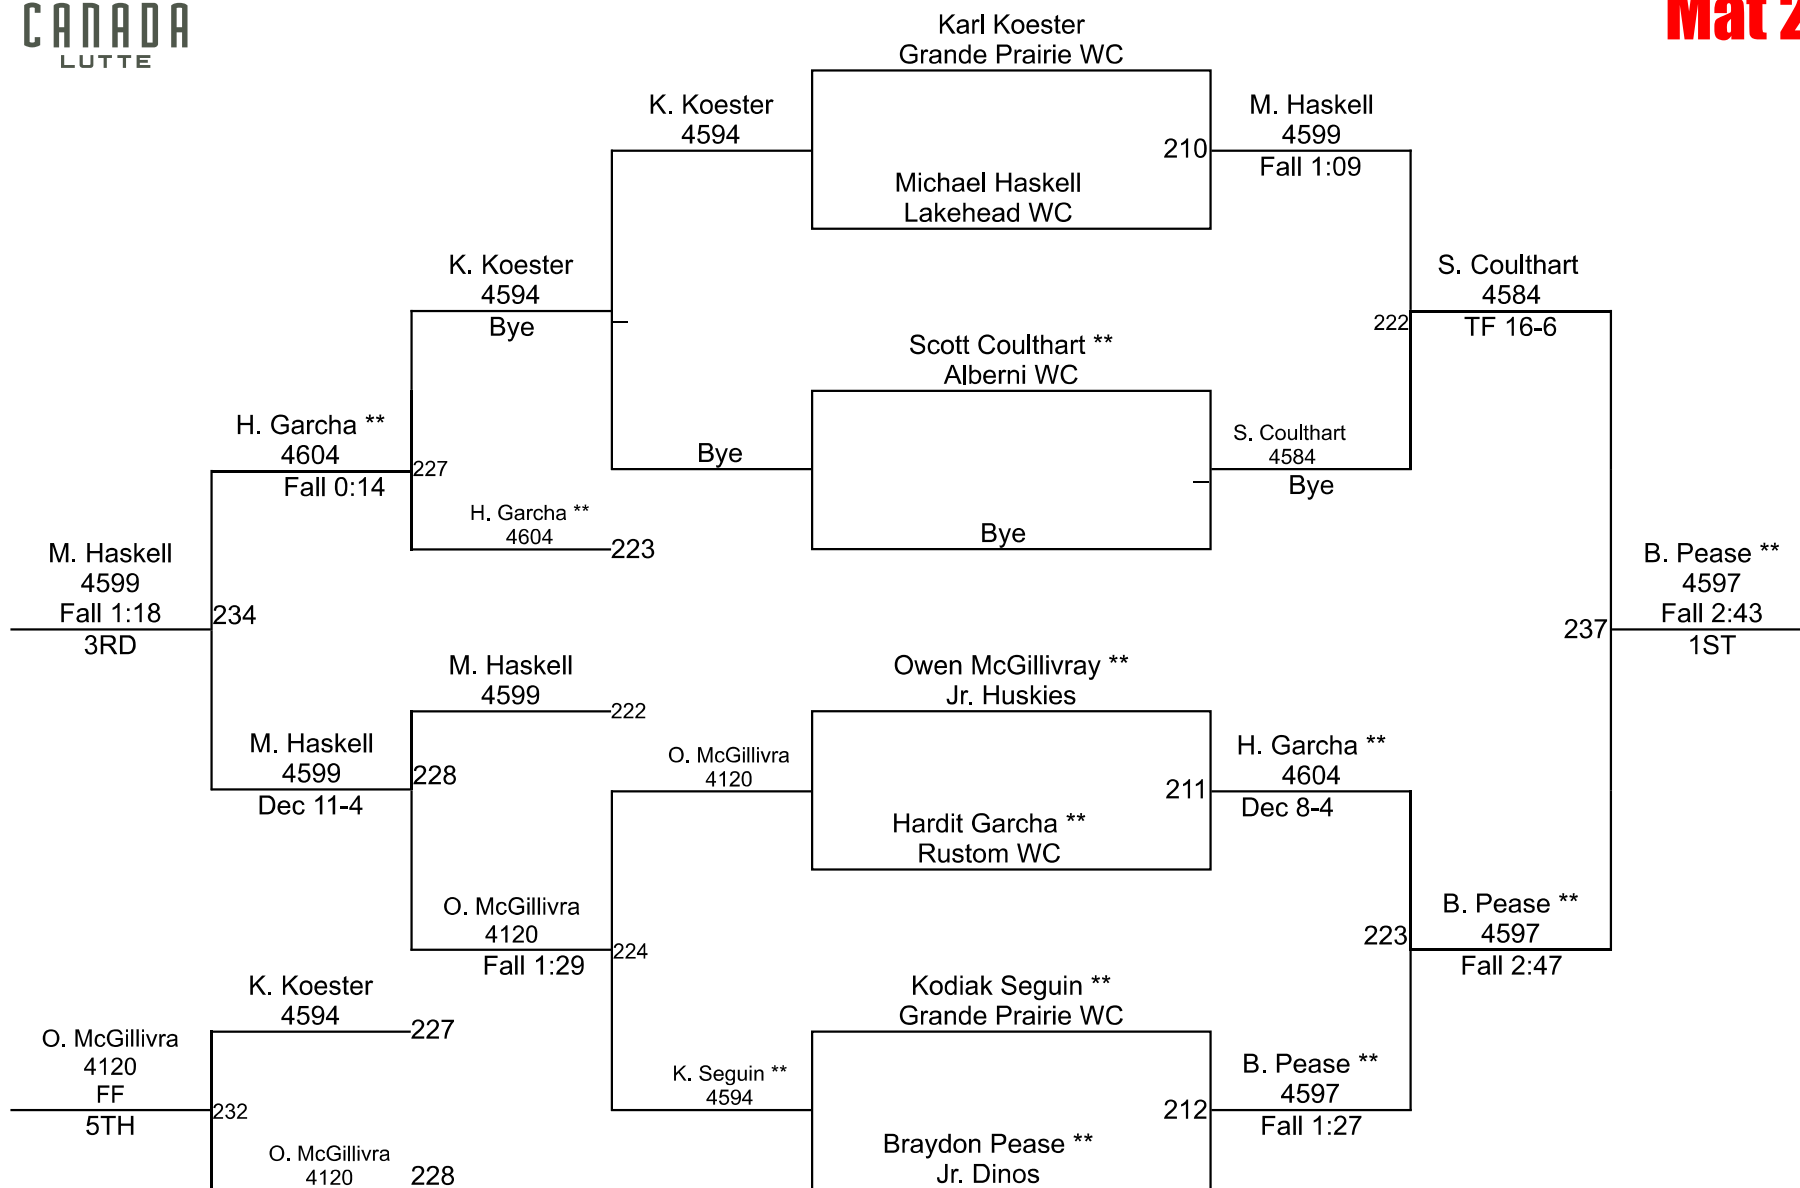 CANADA
LUTTE
Mat 2
Karl Koester
Grande Prairie WC
K. Koester
4594
M. Haskell
4599
210
Fall 1:09
Michael Haskell
Lakehead WC
K. Koester
4594
Bye
S. Coulthart
4584
222
TF 16-6
Scott Coulthart **
Alberni WC
H. Garcha **
4604
227
Fall 0:14
Bye
S. Coulthart
4584
Bye
H. Garcha **
4604
223
Bye
M. Haskell
4599
Fall 1:18
234
3RD
B. Pease **
4597
237
Fall 2:43
1ST
M. Haskell
4599
222
Owen McGillivray **
Jr. Huskies
M. Haskell
4599
228
Dec 11-4
O. McGillivra
4120
H. Garcha **
4604
211
Dec 8-4
Hardit Garcha **
Rustom WC
O. McGillivra
4120
224
Fall 1:29
B. Pease **
4597
223
Fall 2:47
K. Koester
4594
227
Kodiak Seguin **
Grande Prairie WC
O. McGillivra
4120
FF
232
5TH
K. Seguin **
4594
B. Pease **
4597
212
Fall 1:27
O. McGillivra
4120
228
Braydon Pease **
Jr. Dinos